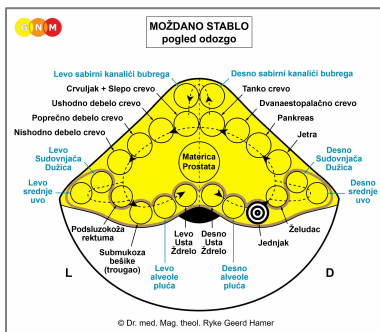 GNM
MOŽDANO STABLO
pogled odozgo
Levo sabirni kanalići bubrega
Desno sabirni kanalići bubrega
Crvuljak + Slepo crevo
Tanko crevo
Ushodno debelo crevo
Dvanaestopalačno crevo
Poprečno debelo crevo
Pankreas
Nishodno debelo crevo
Jetra
Levo
Sudovnjača
Dužica
Desno
Sudovnjača
Dužica
Materica
Prostata
Levo
srednje
uvo
Desno
srednje
uvo
Podsluzokoža
rektuma
Levo
Usta
Ždrelo
Desno
Usta
Ždrelo
Želudac
Jednjak
Submukoza
bešike
(trougao)
Levo
alveole
pluća
Desno
alveole
pluća
L
D
© Dr. med. Mag. theol. Ryke Geerd Hamer